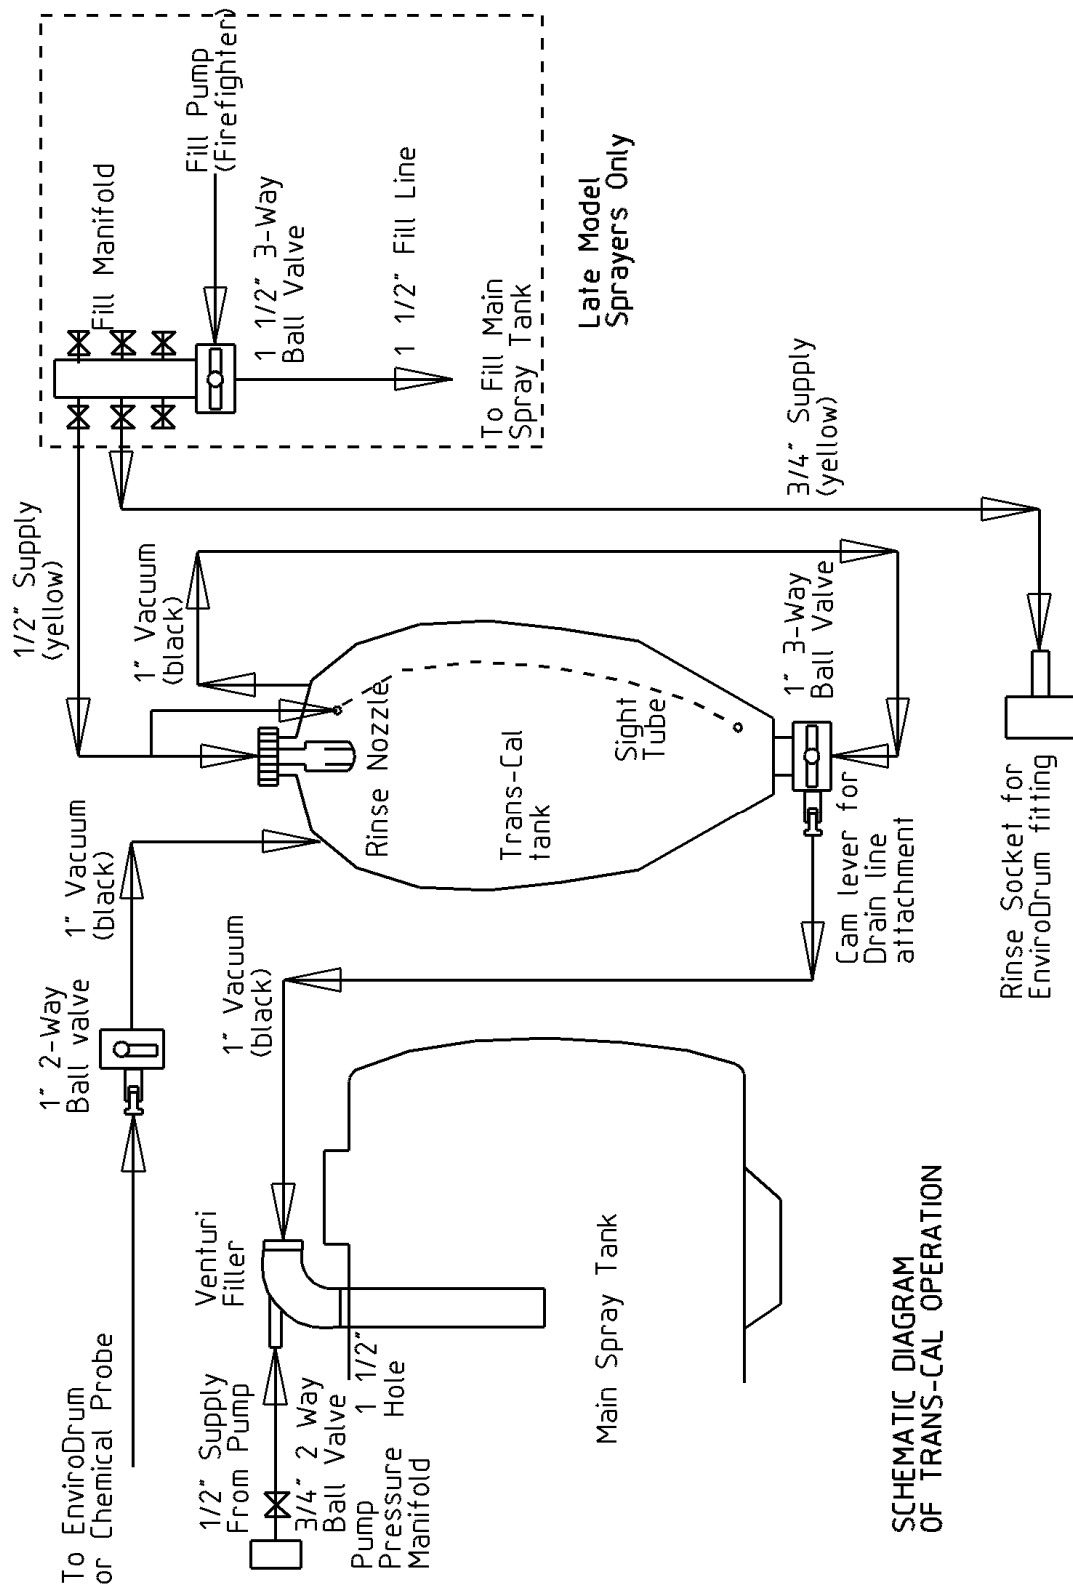 To EnviroDrum
or Chemical Probe
1" 2-Way
Ball valve
1" Vacuum
(black)
1/2" Supply
(yellow)
1" Vacuum
(black)
Fill Manifold
Fill Pump
(Firefighter)
1 1/2" 3-Way
Ball Valve
1 1/2" Fill Line
To Fill Main
Spray Tank
Late Model
Sprayers Only
1/2" Supply
From Pump
3/4" 2 Way
Ball Valve
Pump
Pressure
Manifold
1 1/2"
Hole
Venturi
Filler
1" Vacuum
(black)
Rinse Nozzle
Trans-Cal
tank
Sight
Tube
3/4" Supply
(yellow)
1" 3-Way
Ball Valve
Cam lever for
Drain line
attachment
Main Spray Tank
Rinse Socket for
EnviroDrum fitting
SCHEMATIC DIAGRAM
OF TRANS-CAL OPERATION